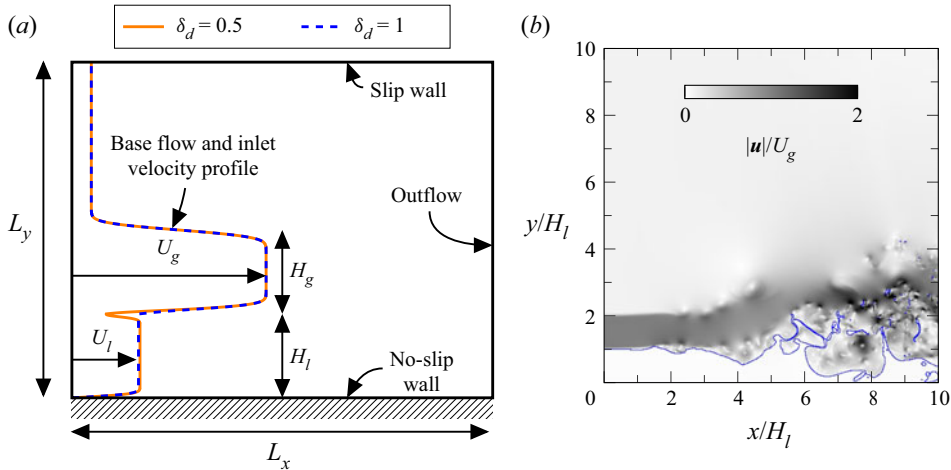 (a)
δ_d = 0.5
δ_d = 1
Slip wall
Base flow and inlet
velocity profile
Outflow
L_y
U_g
H_g
U_l
H_l
No-slip
wall
L_x
(b)
10
8
6
y/H_l
4
2
0
0
2
|u|/U_g
0
2
4
6
8
10
x/H_l